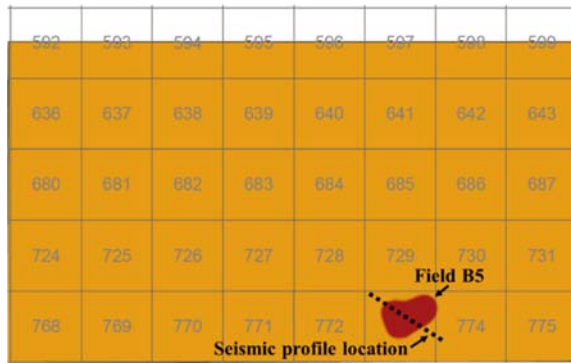 592 593 594 595 596 597 598 599
636 637 638 639 640 641 642 643
680 681 682 683 684 685 686 687
724 725 726 727 728 729 730 731
Field B5
768 769 770 771 772 774 775
Seismic profile location